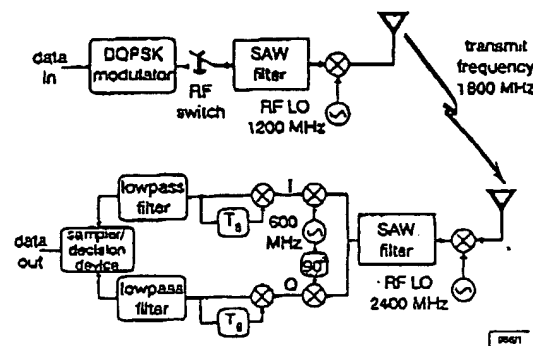 data
in
DQPSK
modulator
RF
switch
SAW
filter
RF LO
1200 MHz
transmit
frequency
1800 MHz
lowpass
filter
T s
I
600
MHz
90°
SAW
filter
RF LO
2400 MHz
sampler/
decision
device
data
out
lowpass
filter
T s
Q